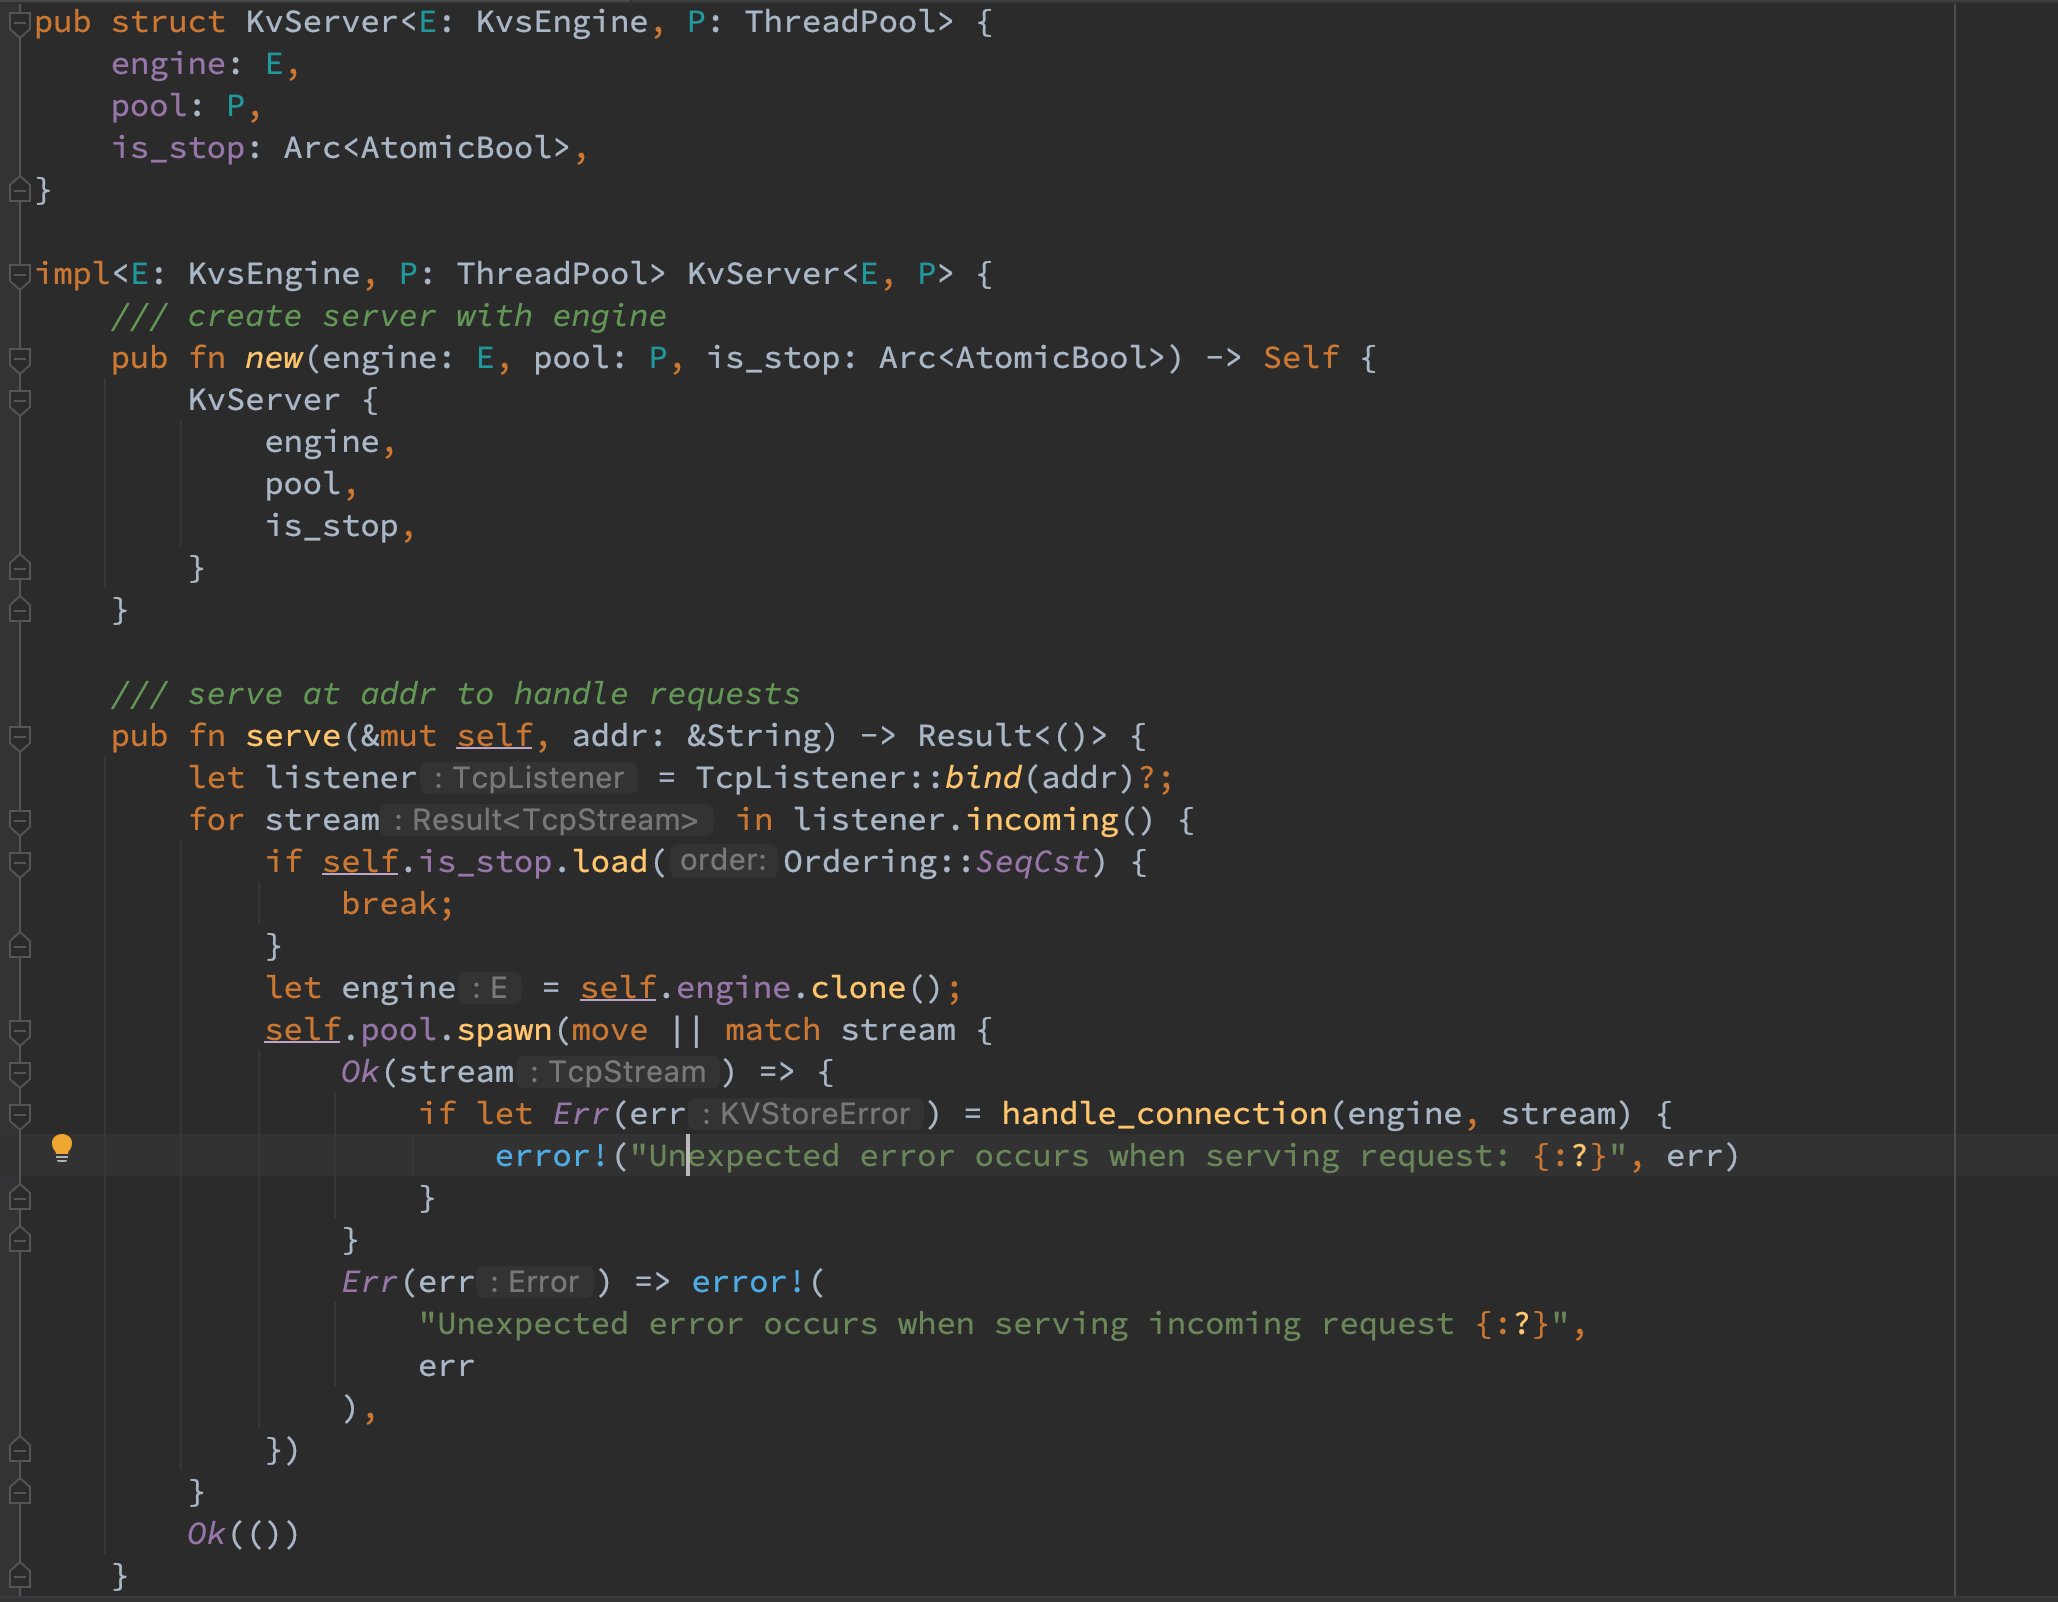 pub struct KvServer<E: KvsEngine, P: ThreadPool> {
    engine: E,
    pool: P,
    is_stop: Arc<AtomicBool>,
}

impl<E: KvsEngine, P: ThreadPool> KvServer<E, P> {
    /// create server with engine
    pub fn new(engine: E, pool: P, is_stop: Arc<AtomicBool>) -> Self {
        KvServer {
            engine,
            pool,
            is_stop,
        }
    }

    /// serve at addr to handle requests
    pub fn serve(&mut self, addr: &String) -> Result<()> {
        let listener : TcpListener = TcpListener::bind(addr)?;
        for stream : Result<TcpStream> in listener.incoming() {
            if self.is_stop.load( order: Ordering::SeqCst) {
                break;
            }
            let engine : E = self.engine.clone();
            self.pool.spawn(move || match stream {
                Ok(stream : TcpStream ) => {
                    if let Err(err : KVStoreError ) = handle_connection(engine, stream) {
                        error!("Unexpected error occurs when serving request: {:?}", err)
                    }
                }
                Err(err : Error ) => error!(
                    "Unexpected error occurs when serving incoming request {:?}",
                    err
                ),
            })
        }
        Ok(())
    }